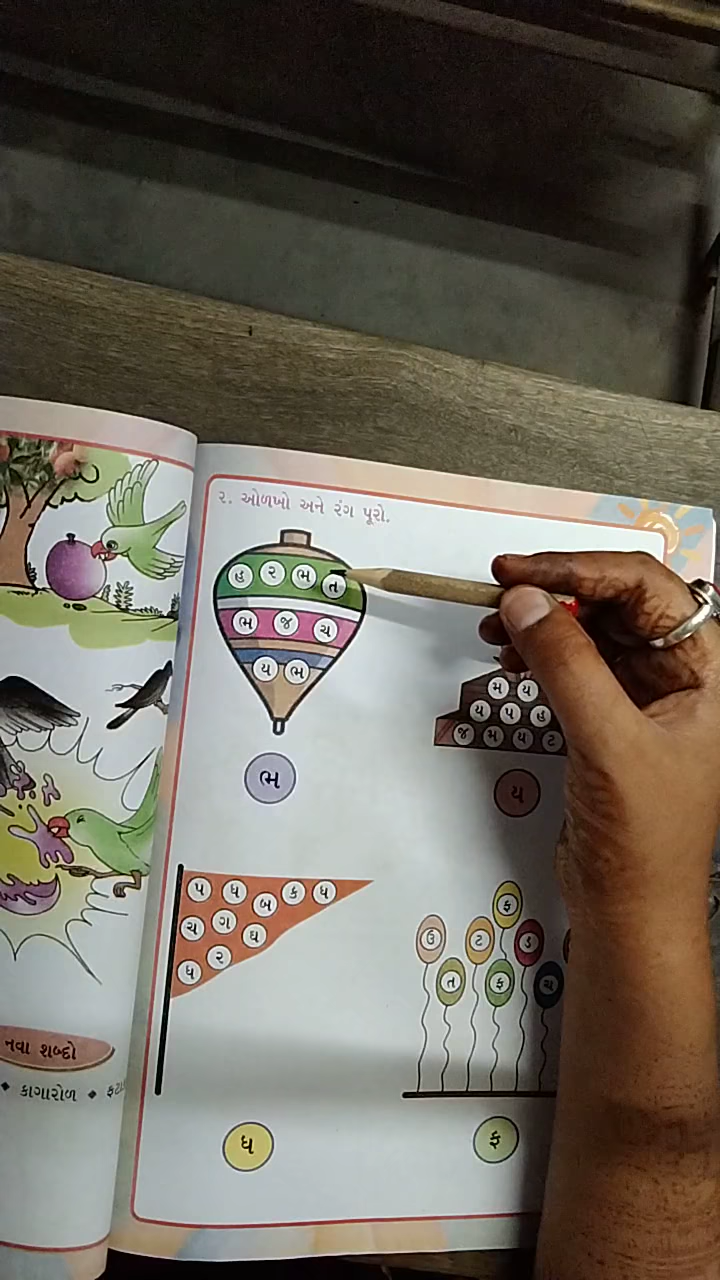 ૨. ઓળખો અને રંગ પૂરો.
હ ર ભ ત
ભ જ ચ
ય ભ
ભ
મ ય
ય પ હ
જ મ ય ટ
ય
પ ધ બ ક ધ
ચ ગ ધ
ધ ર
ધ
ફ
ઉ ટ ડ
ત ફ ચ
ફ
નવા શબ્દો
◆ કાગારોળ ◆